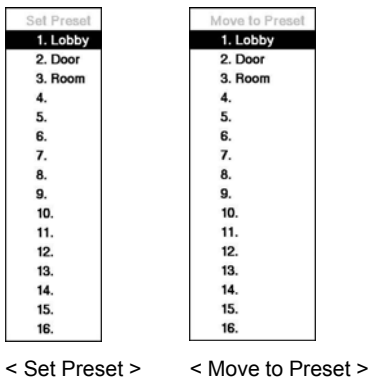 Set Preset
1. Lobby
2. Door
3. Room
4.
5.
6.
7.
8.
9.
10.
11.
12.
13.
14.
15.
16.
< Set Preset >
Move to Preset
1. Lobby
2. Door
3. Room
4.
5.
6.
7.
8.
9.
10.
11.
12.
13.
14.
15.
16.
< Move to Preset >